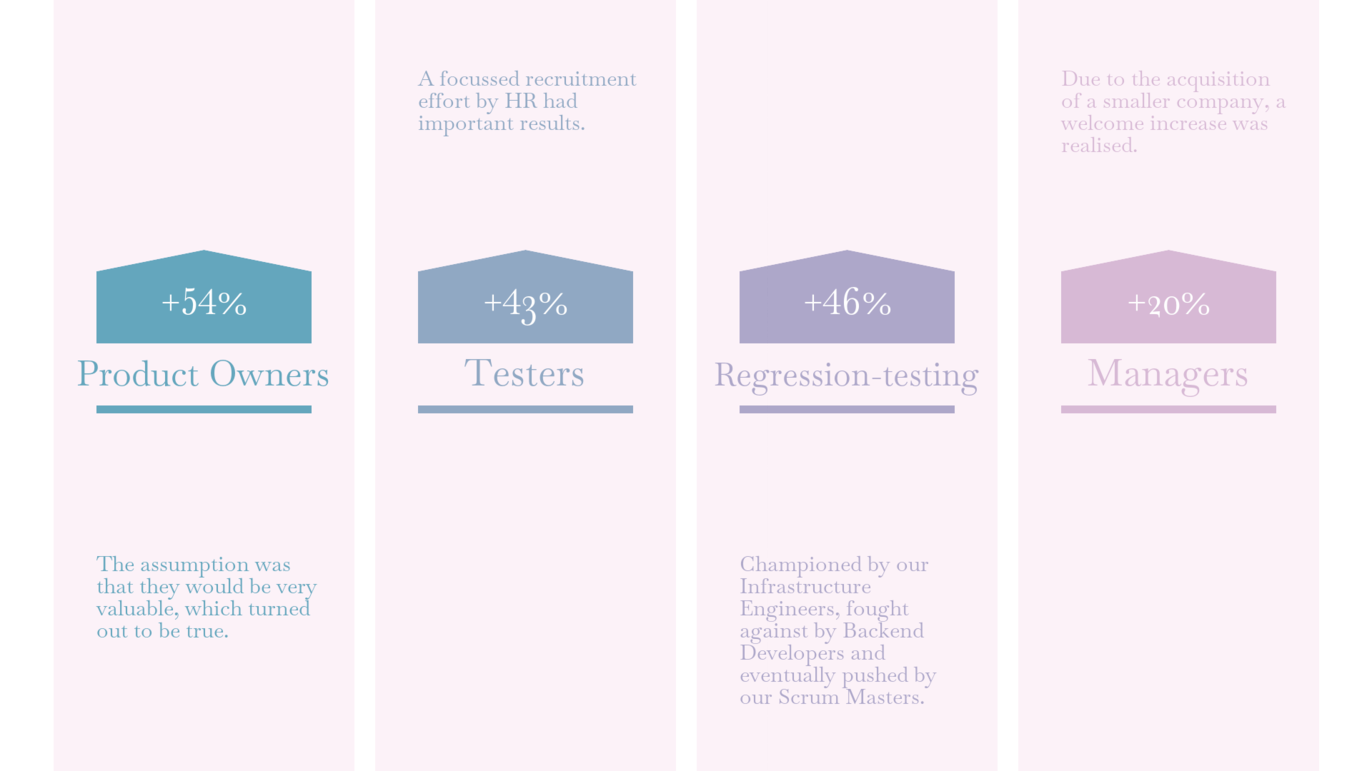 +54%
Product Owners
The assumption was
that they would be very
valuable, which turned
out to be true.
A focussed recruitment
effort by HR had
important results.
+43%
Testers
+46%
Regression-testing
Championed by our
Infrastructure
Engineers, fought
against by Backend
Developers and
eventually pushed by
our Scrum Masters.
Due to the acquisition
of a smaller company, a
welcome increase was
realised.
+20%
Managers